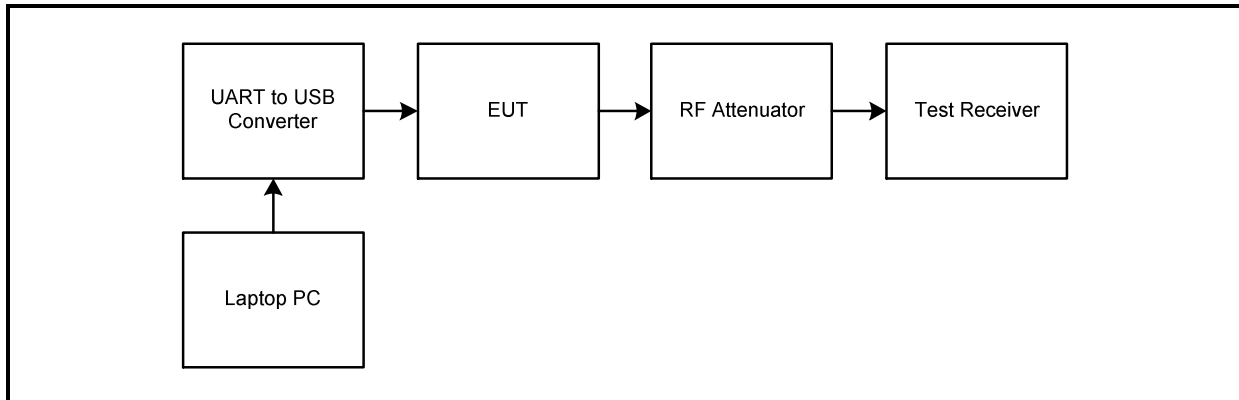 UART to USB
Converter
EUT
RF Attenuator
Test Receiver
Laptop PC